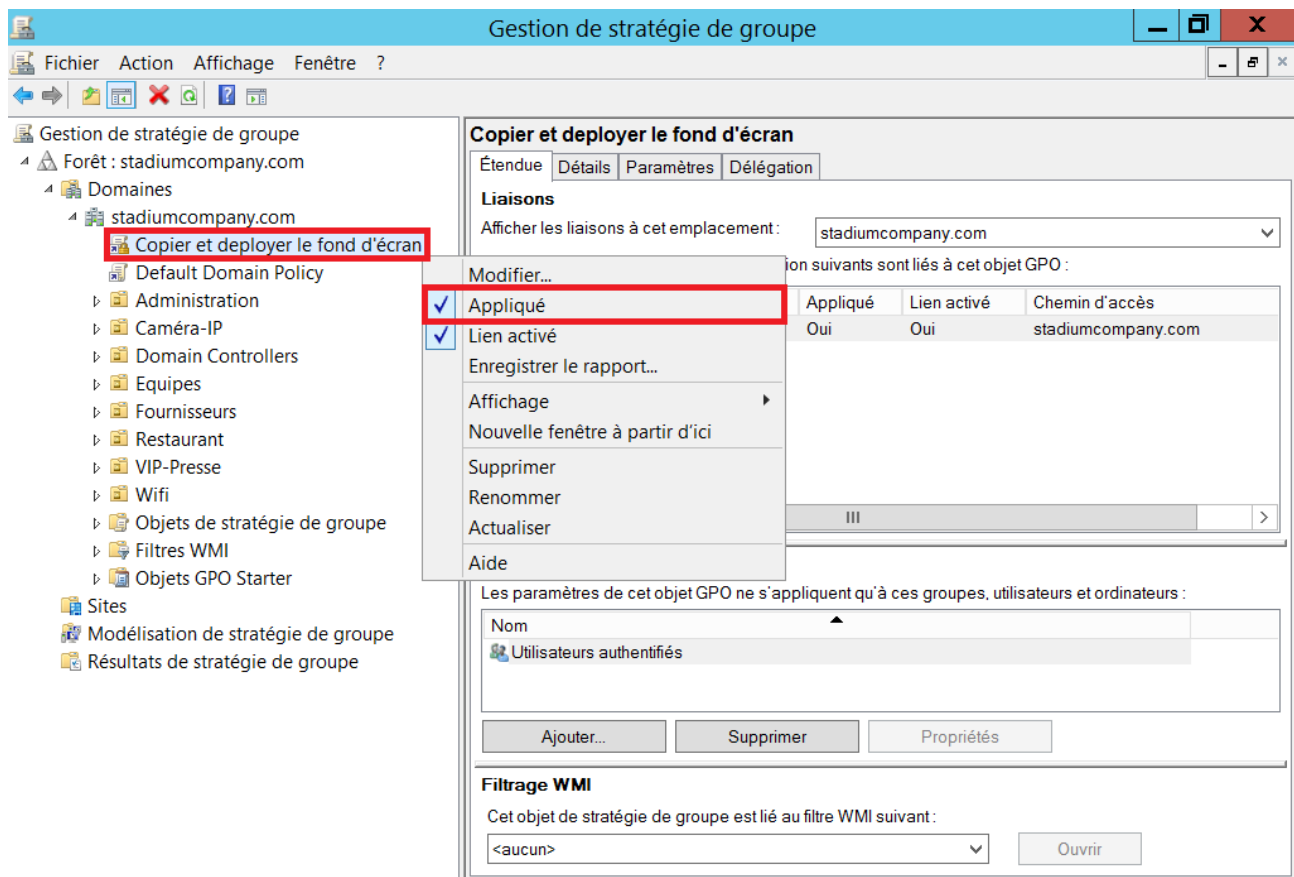 Gestion de stratégie de groupe
Fichier Action Affichage Fenêtre ?
Gestion de stratégie de groupe
Forêt : stadiumcompany.com
Domaines
stadiumcompany.com
Copier et deployer le fond d'écran
Default Domain Policy
Administration
Caméra-IP
Domain Controllers
Equipes
Fournisseurs
Restaurant
VIP-Presse
Wifi
Objets de stratégie de groupe
Filtres WMI
Objets GPO Starter
Sites
Modélisation de stratégie de groupe
Résultats de stratégie de groupe
Modifier...
Appliqué
Lien activé
Enregistrer le rapport...
Affichage
Nouvelle fenêtre à partir d'ici
Supprimer
Renommer
Actualiser
Aide
Copier et deployer le fond d'écran
Étendue Détails Paramètres Délégation
Liaisons
Afficher les liaisons à cet emplacement : stadiumcompany.com
suivants sont liés à cet objet GPO :
Appliqué Lien activé Chemin d'accès
Oui Oui stadiumcompany.com
Les paramètres de cet objet GPO ne s'appliquent qu'à ces groupes, utilisateurs et ordinateurs :
Nom
Utilisateurs authentifiés
Ajouter... Supprimer Propriétés
Filtrage WMI
Cet objet de stratégie de groupe est lié au filtre WMI suivant :
<aucun> Ouvrir